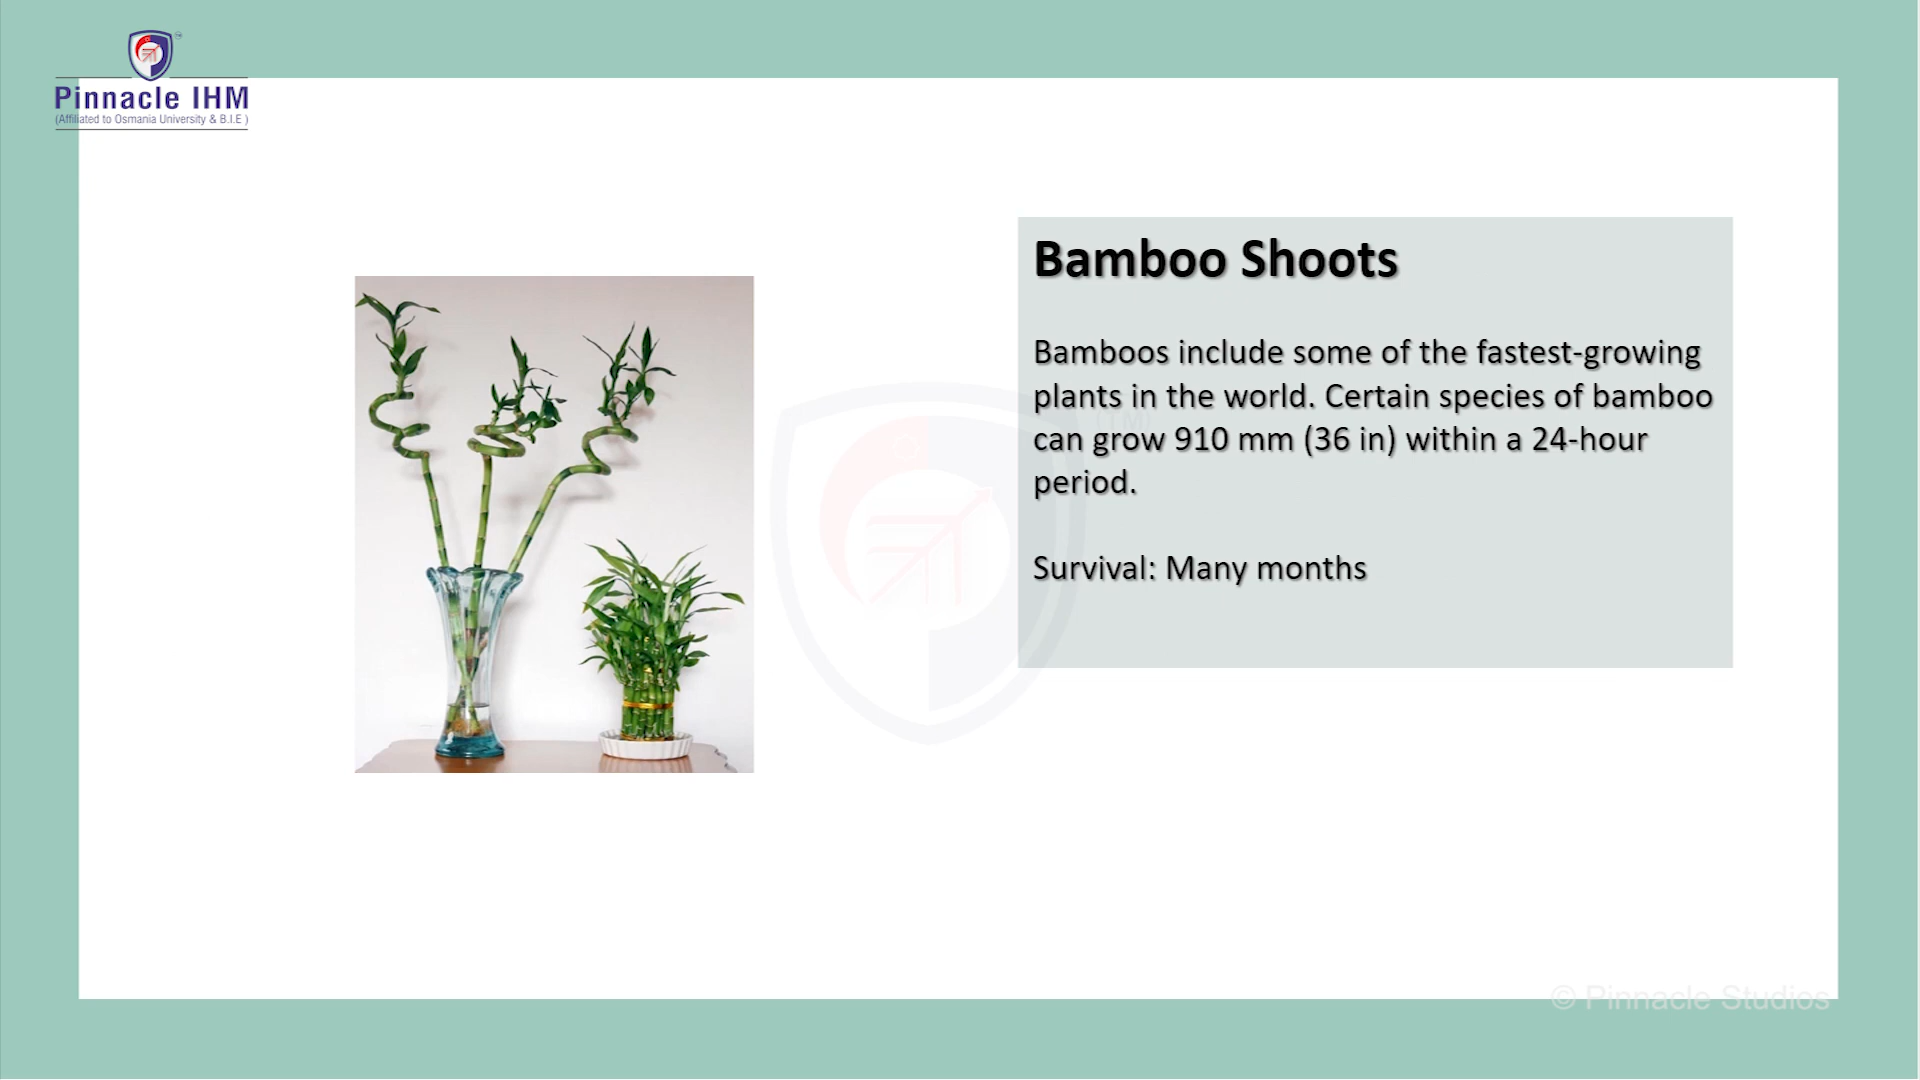 Pinnacle IHM
(Affiliated to Osmania University & B.I.E )
Bamboo Shoots
Bamboos include some of the fastest-growing
plants in the world. Certain species of bamboo
can grow 910 mm (36 in) within a 24-hour
period.
Survival: Many months
(TM)
© Pinnacle Studios